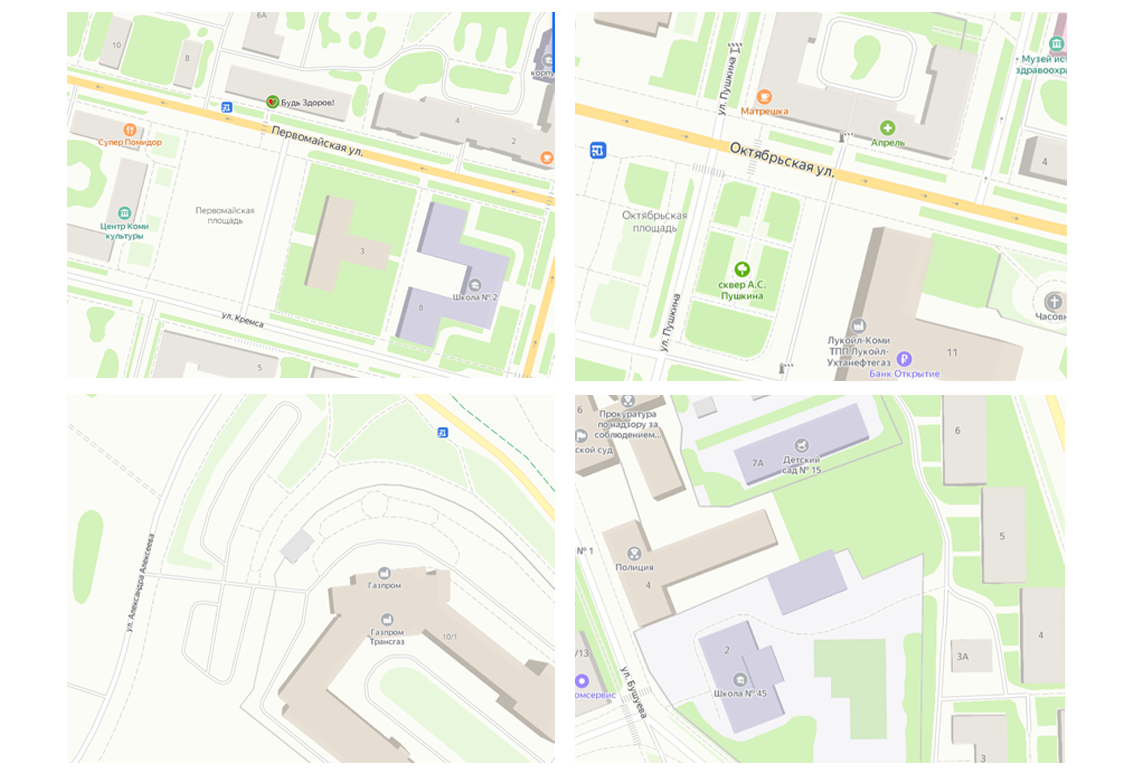 6А
10
8
корпу
Будь Здоров!
4
2
Первомайская ул.
Супер Помидор
Первомайская
площадь
Центр Коми
культуры
3
Школа № 2
8
ул. Кремса
5
ул. Пушкина
Музей ис
здравоохра
Матрешка
Апрель
4
Октябрьская ул.
Октябрьская
площадь
сквер А.С.
Пушкина
ул. Пушкина
Часовн
Лукойл-Коми
ТПП Лукойл-
Ухтанефтегаз
11
Банк Открытие
ул. Александра Алексеева
Газпром
Газпром
Трансгаз
10/1
6
Прокуратура
по надзору за
соблюдением...
ской суд
7А
Детский
сад № 15
6
№ 1
Полиция
4
5
2
Школа № 45
4
3А
/13
омсервис
ул. Бушуева
3